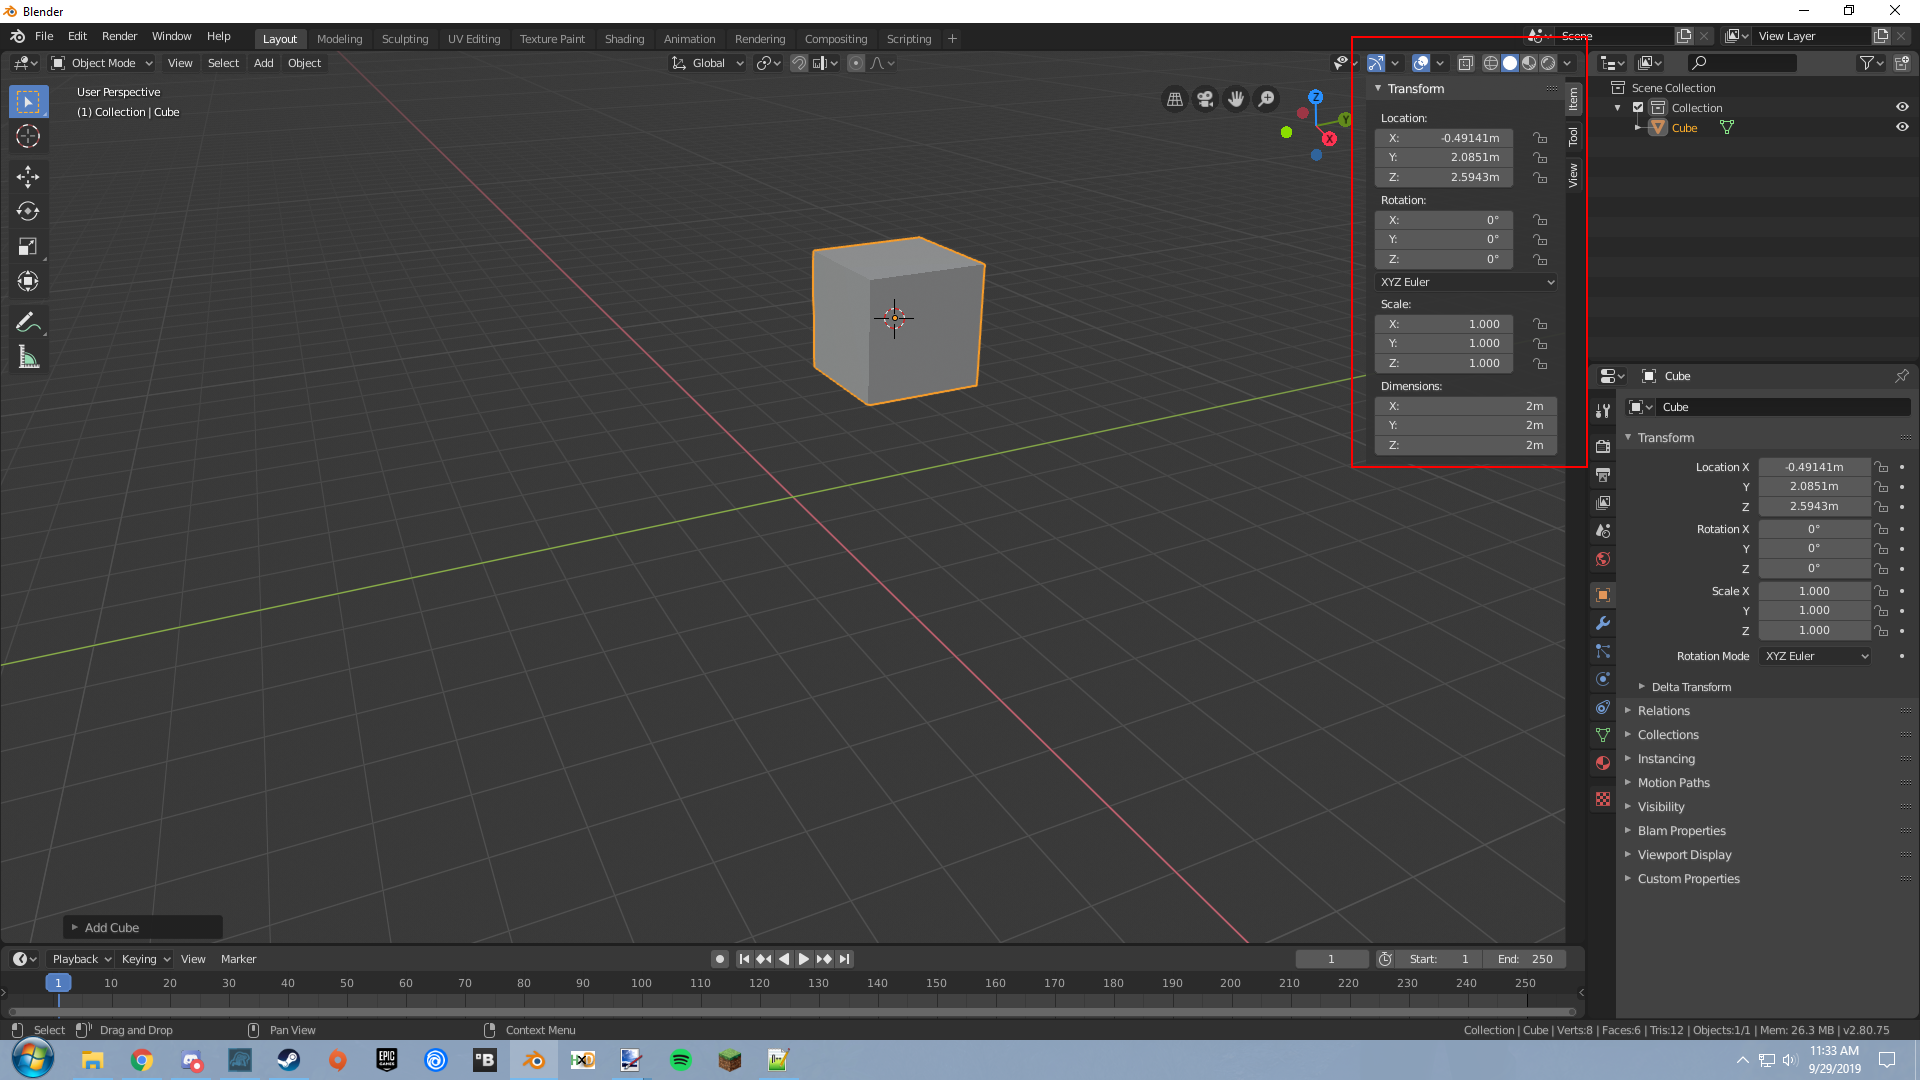 Blender
File Edit Render Window Help
Layout Modeling Sculpting UV Editing Texture Paint Shading Animation Rendering Compositing Scripting +
Scene
View Layer
Object Mode View Select Add Object
Global
User Perspective
(1) Collection | Cube
Z
Y
X
Transform
Location:
X: -0.49141m
Y: 2.0851m
Z: 2.5943m
Rotation:
X: 0°
Y: 0°
Z: 0°
XYZ Euler
Scale:
X: 1.000
Y: 1.000
Z: 1.000
Dimensions:
X: 2m
Y: 2m
Z: 2m
Item
Tool
View
Scene Collection
Collection
Cube
Cube
Cube
Transform
Location X -0.49141m
Y 2.0851m
Z 2.5943m
Rotation X 0°
Y 0°
Z 0°
Scale X 1.000
Y 1.000
Z 1.000
Rotation Mode XYZ Euler
Delta Transform
Relations
Collections
Instancing
Motion Paths
Visibility
Blam Properties
Viewport Display
Custom Properties
Add Cube
Playback Keying View Marker
1 Start: 1 End: 250
1 10 20 30 40 50 60 70 80 90 100 110 120 130 140 150 160 170 180 190 200 210 220 230 240 250
Select Drag and Drop Pan View Context Menu
Collection | Cube | Verts:8 | Faces:6 | Tris:12 | Objects:1/1 | Mem: 26.3 MB | v2.80.75
EPIC GAMES
B
11:33 AM
9/29/2019